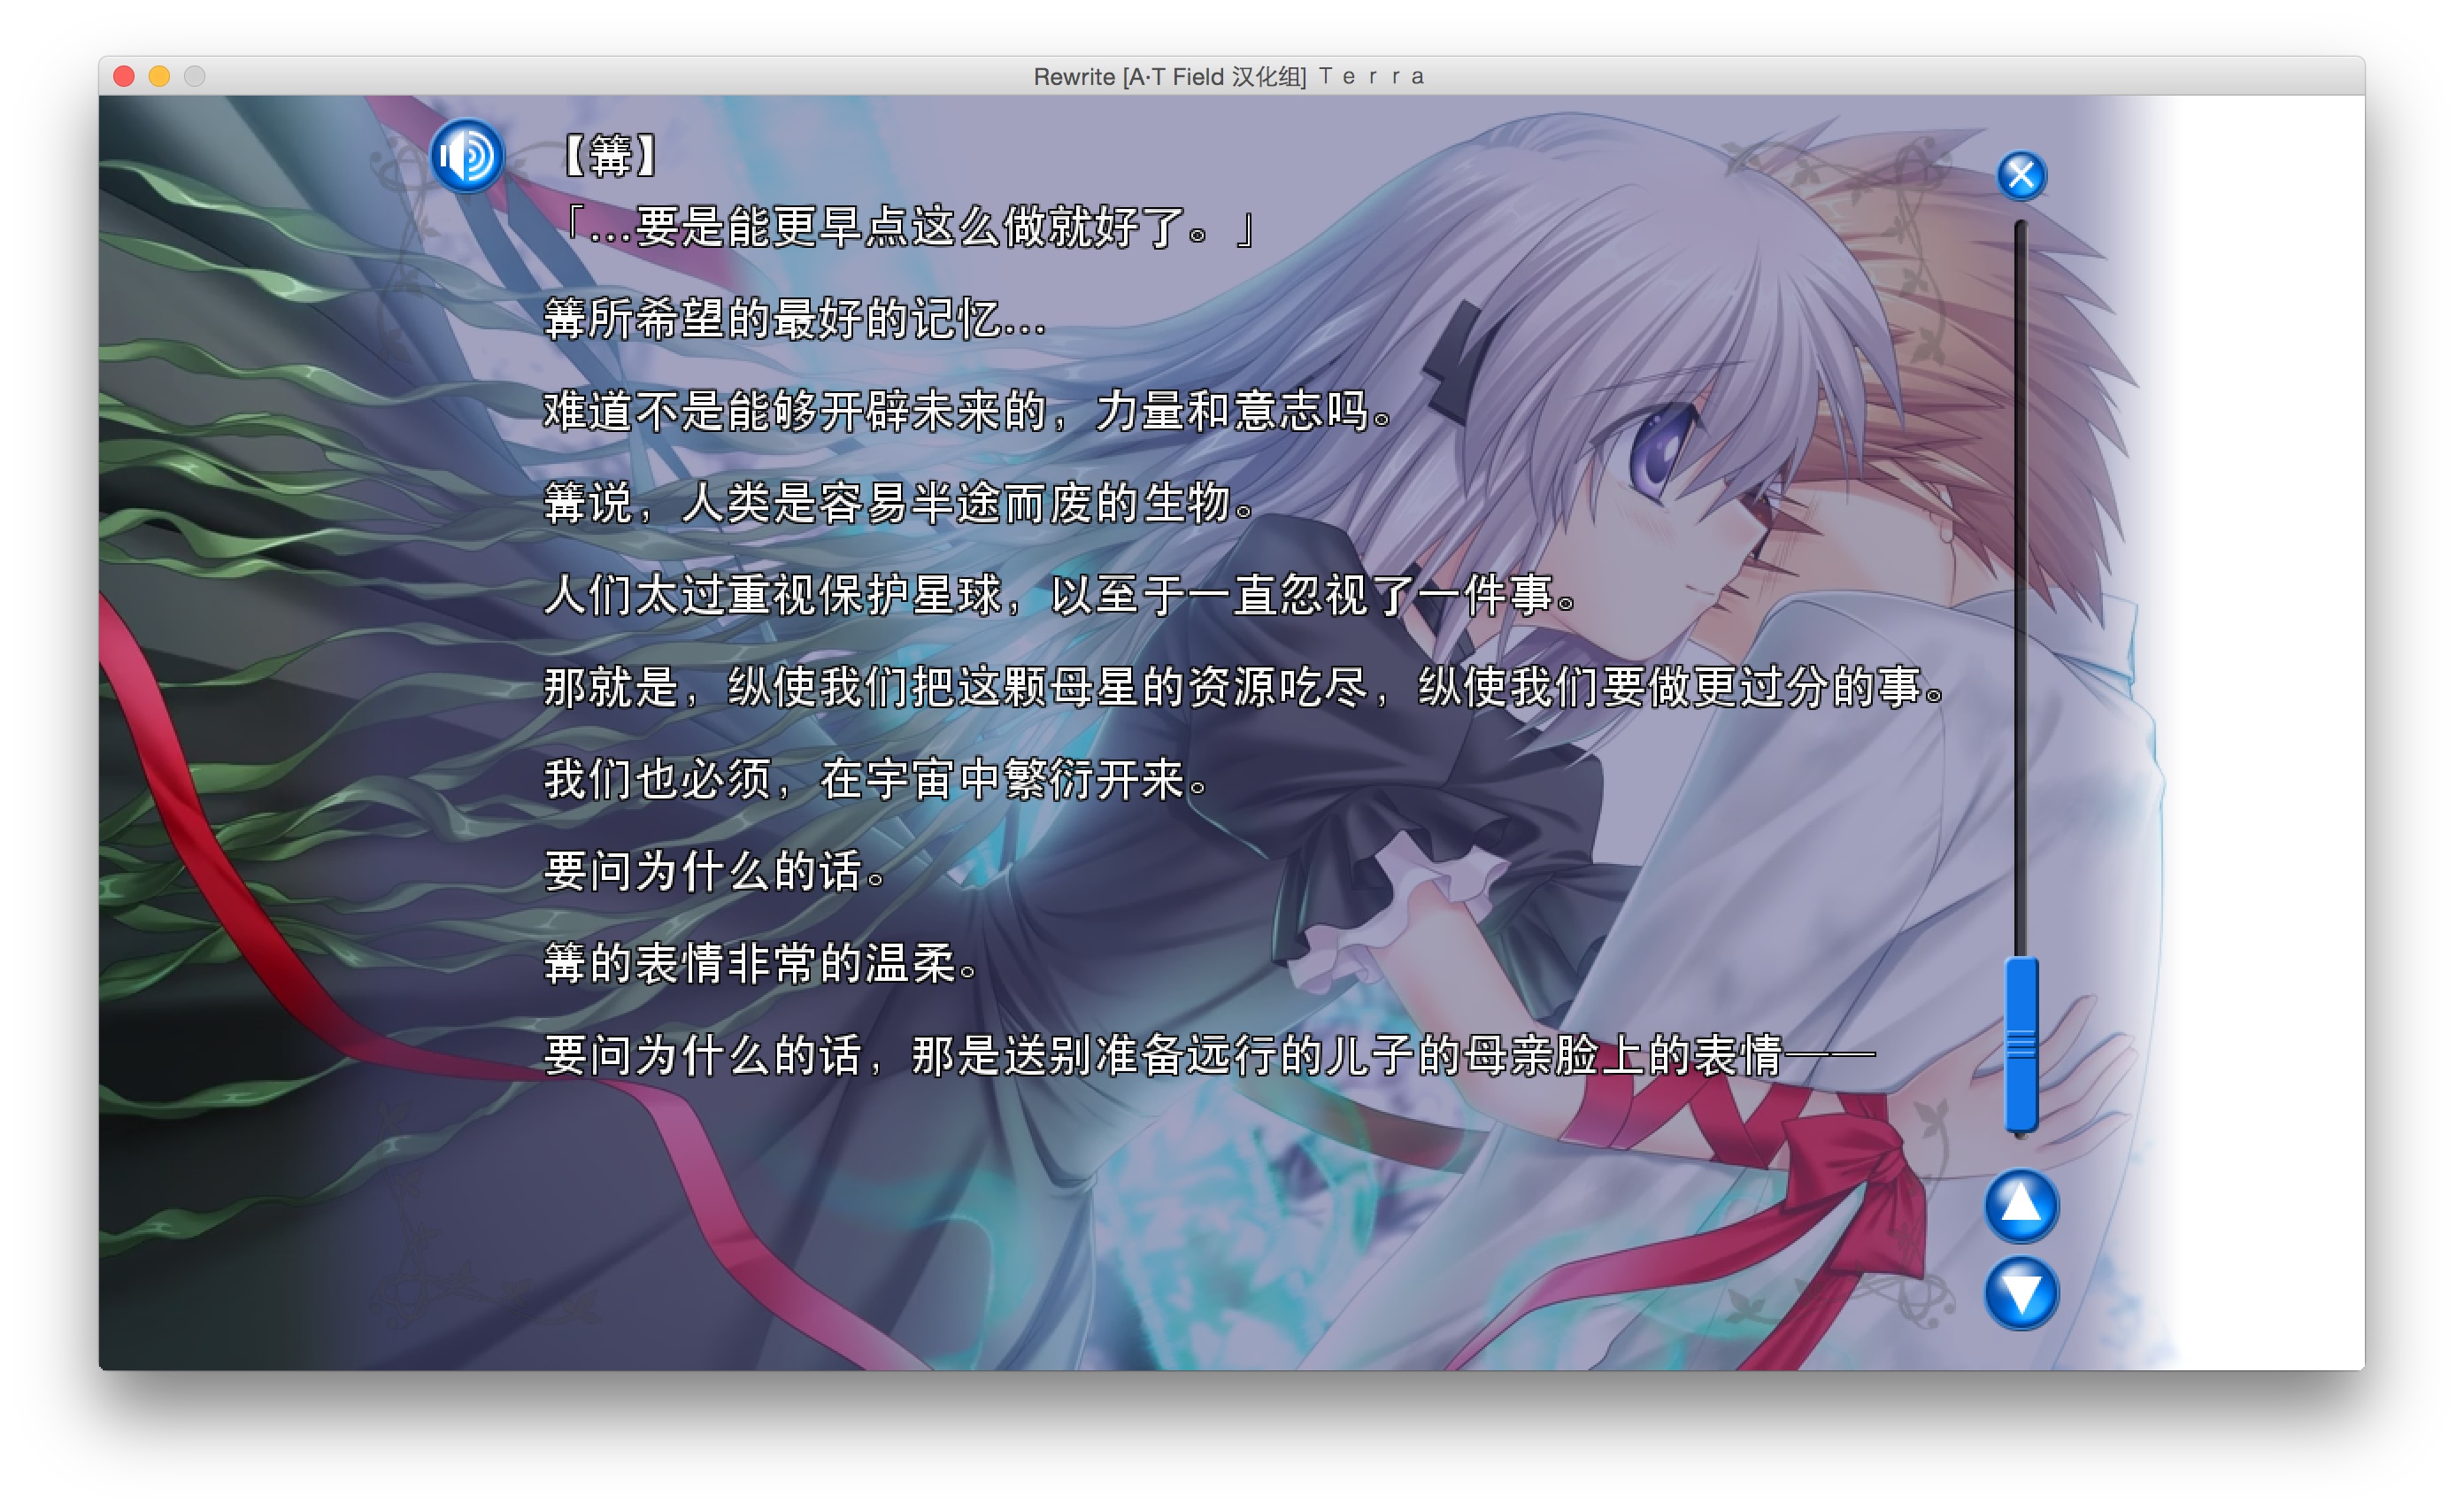 Rewrite [A·T Field 汉化组] Ｔｅｒｒａ
【篝】
「…要是能更早点这么做就好了。」
篝所希望的最好的记忆…
难道不是能够开辟未来的，力量和意志吗。
篝说，人类是容易半途而废的生物。
人们太过重视保护星球，以至于一直忽视了一件事。
那就是，纵使我们把这颗母星的资源吃尽，纵使我们要做更过分的事。
我们也必须，在宇宙中繁衍开来。
要问为什么的话。
篝的表情非常的温柔。
要问为什么的话，那是送别准备远行的儿子的母亲脸上的表情——